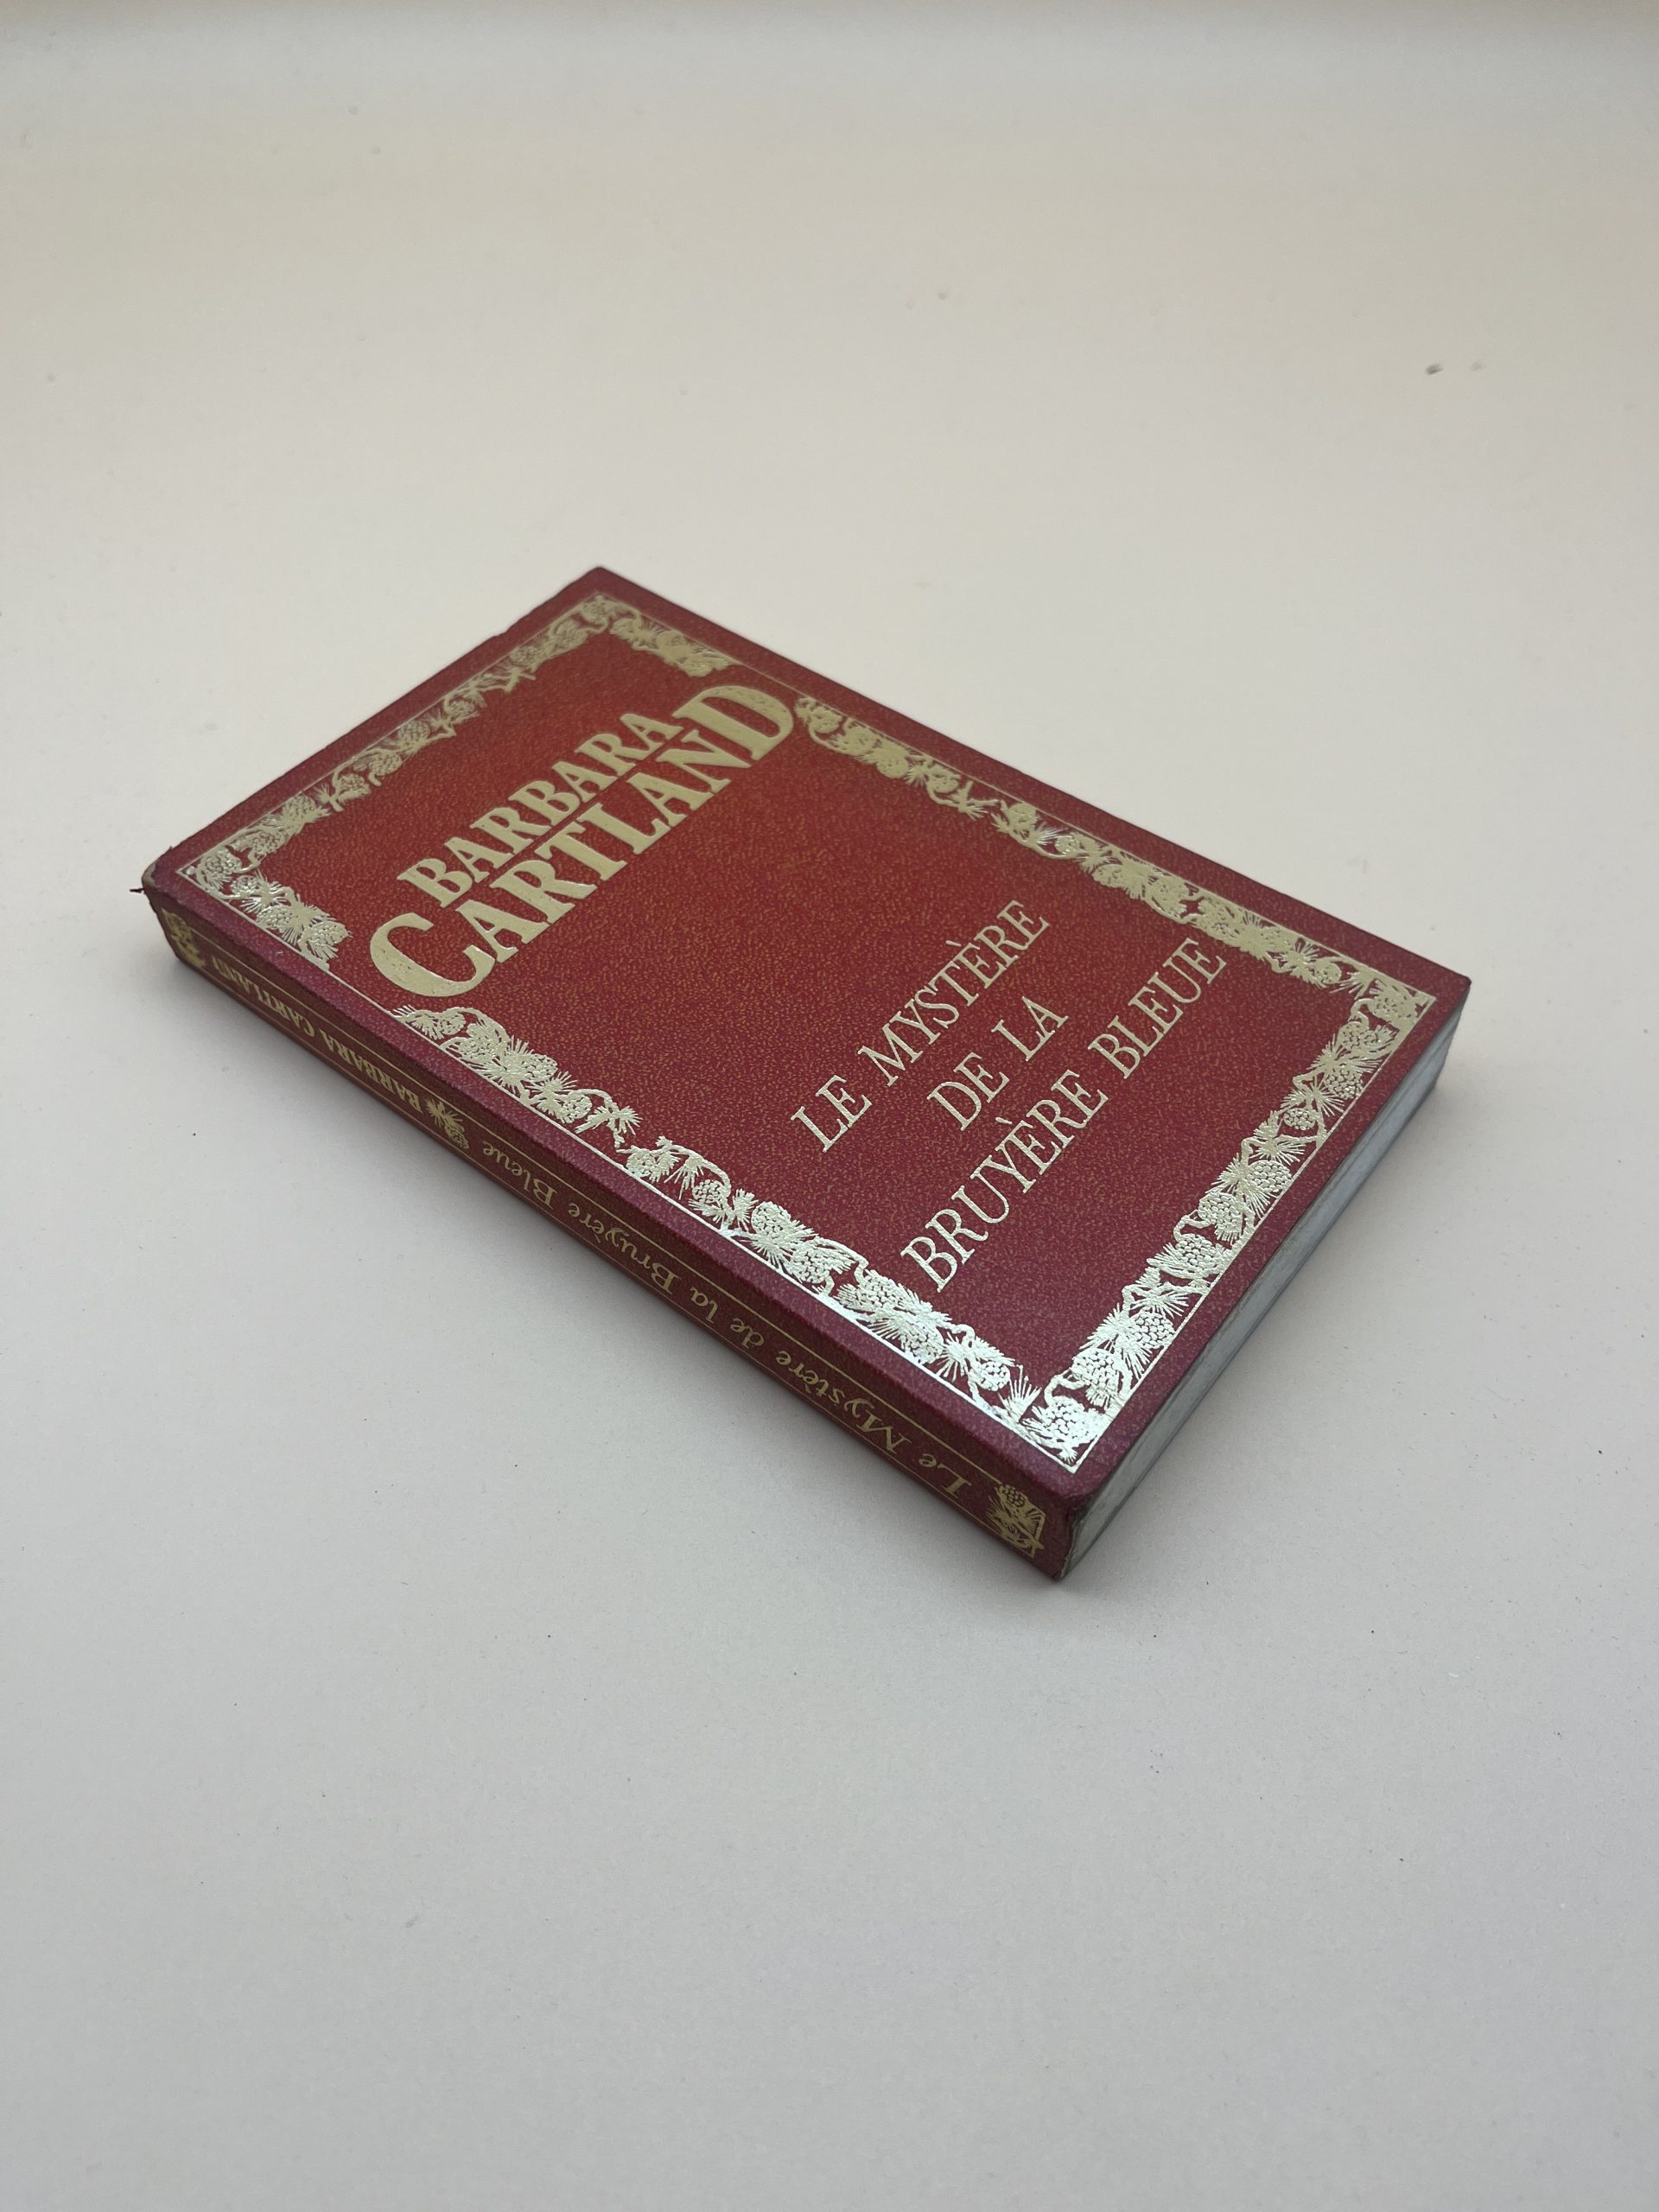 BARBARA
CARTLAND
LE MYSTÈRE
DE LA
BRUYÈRE BLEUE
Le Mystère de la Bruyère Bleue BARBARA CARTLAND